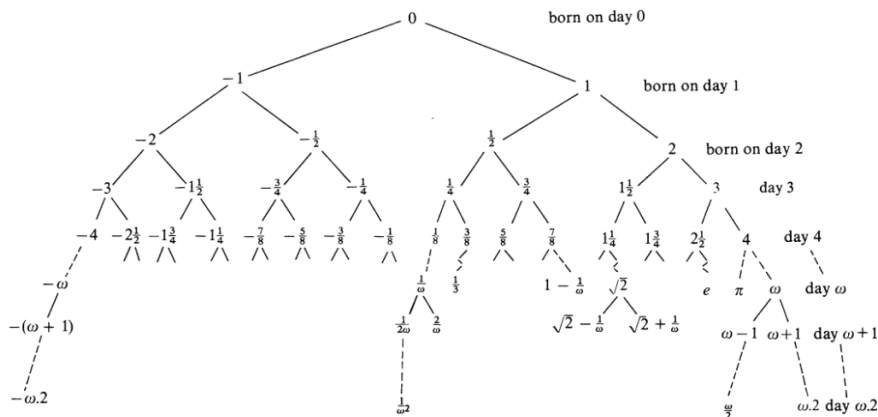 0 born on day 0
−1 1 born on day 1
−2 −½ ½ 2 born on day 2
−3 −1½ −¾ −¼ ¼ ¾ 1½ 3 day 3
−4 −2½ −1¾ −1¼ −⅞ −⅝ −⅜ −⅛ ⅛ ⅜ ⅝ ⅞ 1¼ 1¾ 2½ 4 day 4
−ω 1/ω ⅓ 1 − 1/ω √2 e π ω day ω
−(ω + 1) 1/2ω 2/ω √2 − 1/ω √2 + 1/ω ω − 1 ω+1 day ω+1
−ω.2 1/ω2 ω/2 ω.2 day ω.2